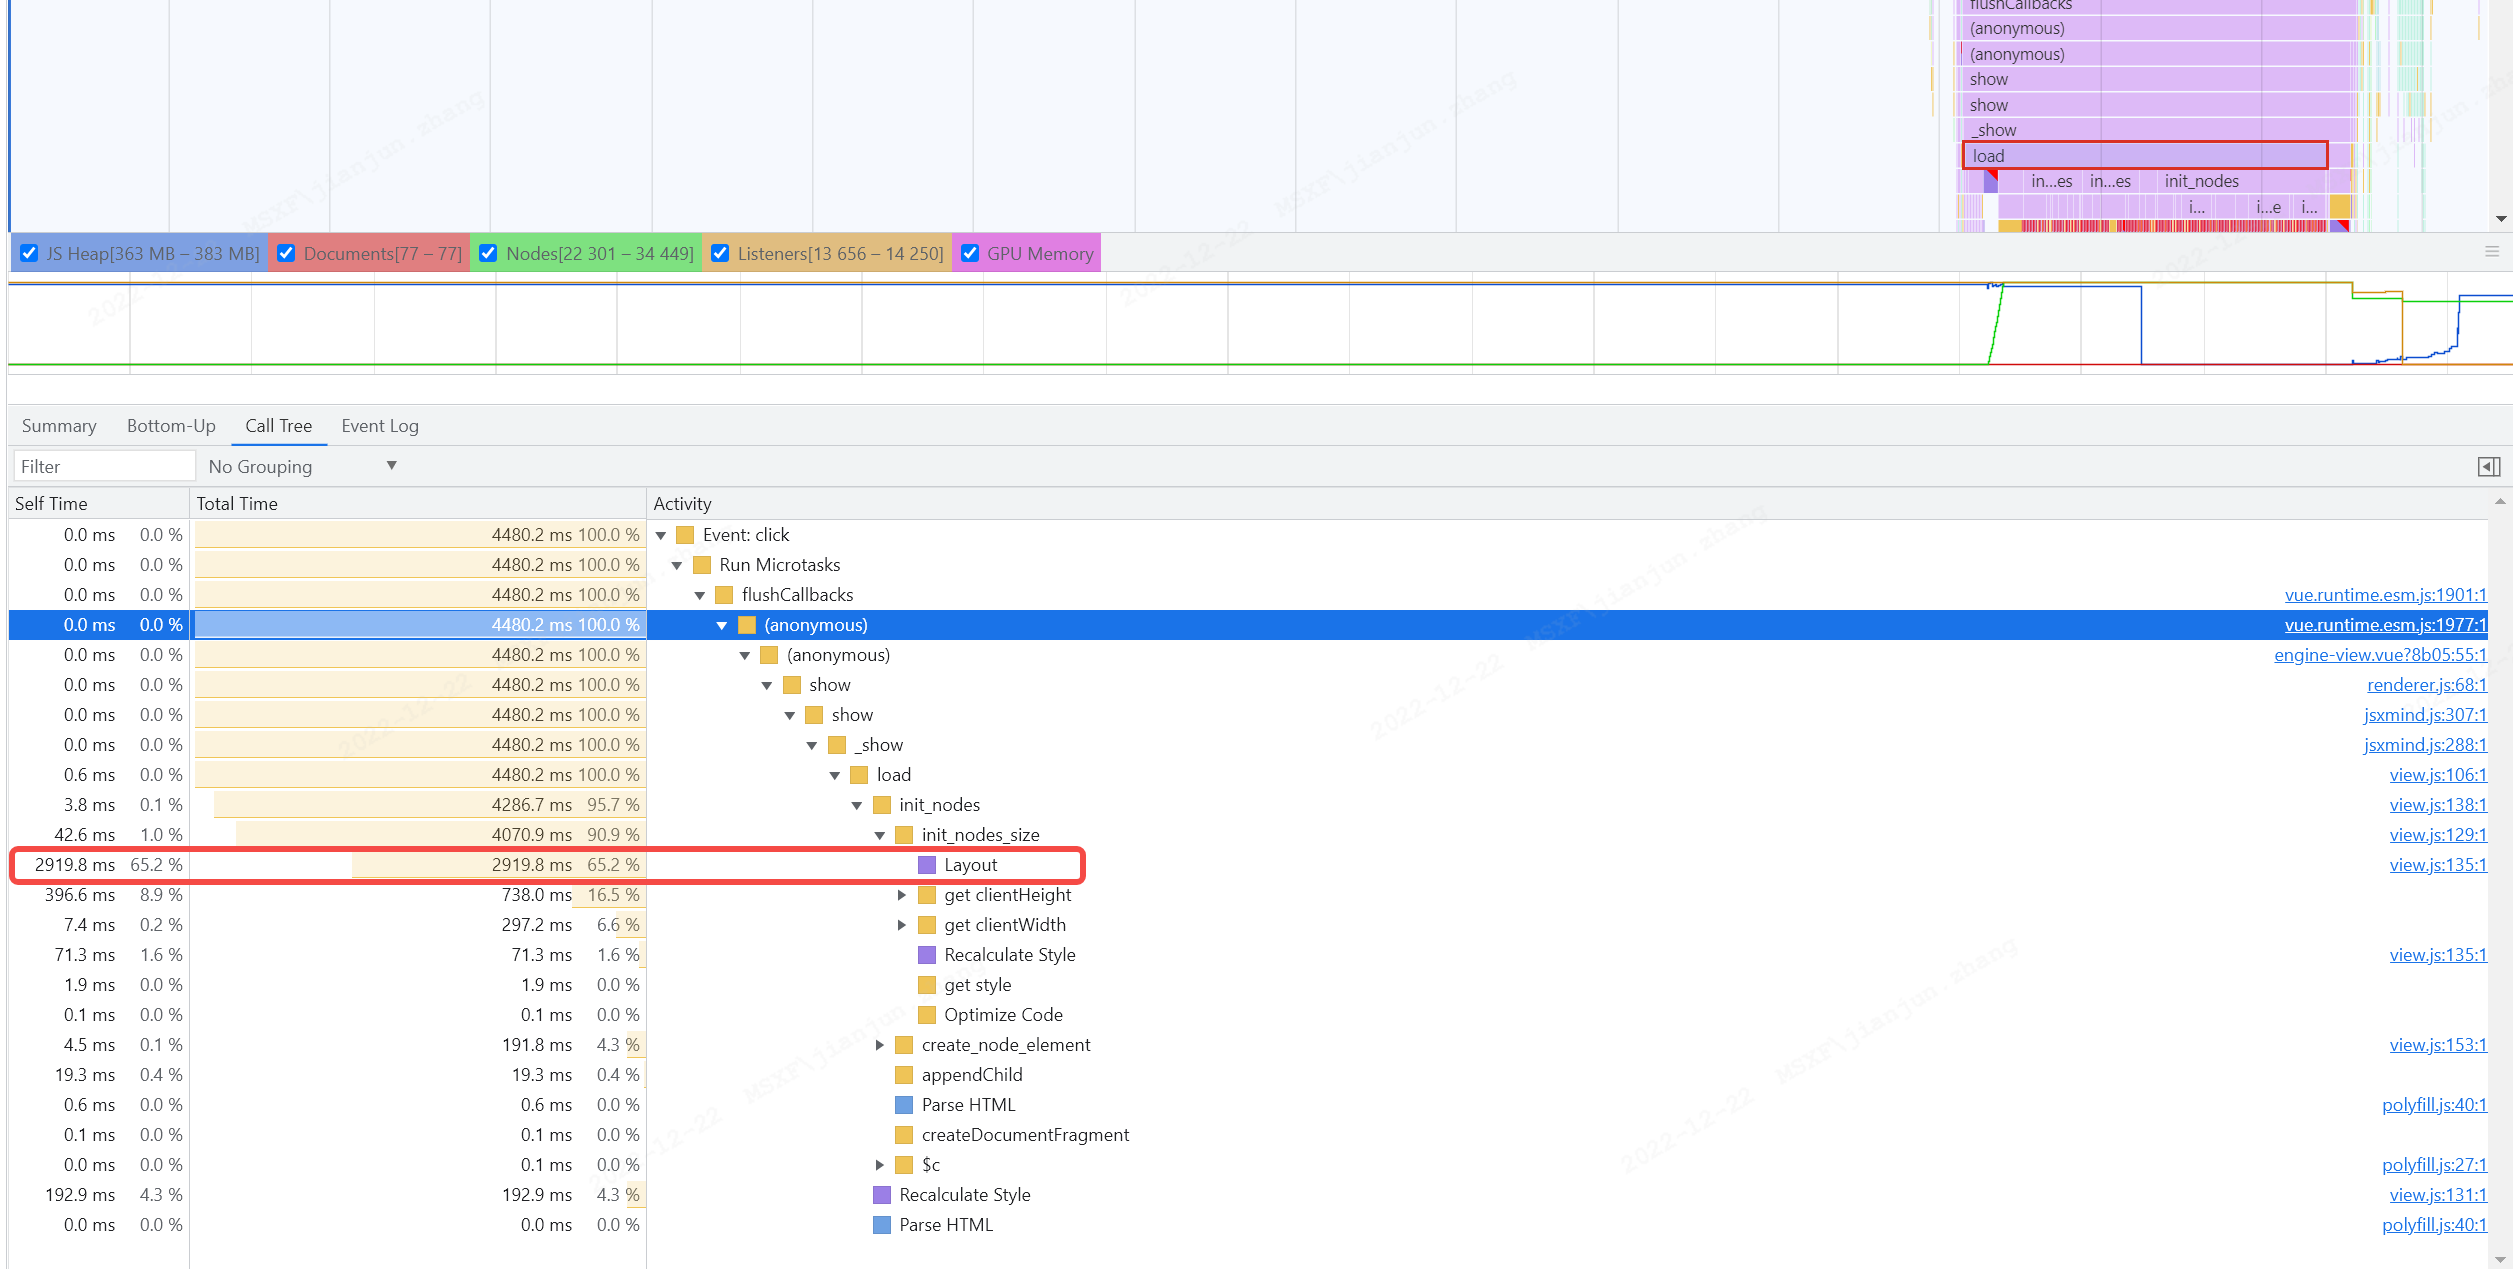 flushCallbacks
(anonymous)
(anonymous)
show
show
_show
load
in...es in...es init_nodes
i... i...e i...
JS Heap[363 MB – 383 MB] Documents[77 – 77] Nodes[22 301 – 34 449] Listeners[13 656 – 14 250] GPU Memory
Summary Bottom-Up Call Tree Event Log
Filter No Grouping
Self Time Total Time Activity
0.0 ms 0.0 % 4480.2 ms 100.0 % Event: click
0.0 ms 0.0 % 4480.2 ms 100.0 % Run Microtasks
0.0 ms 0.0 % 4480.2 ms 100.0 % flushCallbacks vue.runtime.esm.js:1901:1
0.0 ms 0.0 % 4480.2 ms 100.0 % (anonymous) vue.runtime.esm.js:1977:1
0.0 ms 0.0 % 4480.2 ms 100.0 % (anonymous) engine-view.vue?8b05:55:1
0.0 ms 0.0 % 4480.2 ms 100.0 % show renderer.js:68:1
0.0 ms 0.0 % 4480.2 ms 100.0 % show jsxmind.js:307:1
0.0 ms 0.0 % 4480.2 ms 100.0 % _show jsxmind.js:288:1
0.6 ms 0.0 % 4480.2 ms 100.0 % load view.js:106:1
3.8 ms 0.1 % 4286.7 ms 95.7 % init_nodes view.js:138:1
42.6 ms 1.0 % 4070.9 ms 90.9 % init_nodes_size view.js:129:1
2919.8 ms 65.2 % 2919.8 ms 65.2 % Layout view.js:135:1
396.6 ms 8.9 % 738.0 ms 16.5 % get clientHeight
7.4 ms 0.2 % 297.2 ms 6.6 % get clientWidth
71.3 ms 1.6 % 71.3 ms 1.6 % Recalculate Style view.js:135:1
1.9 ms 0.0 % 1.9 ms 0.0 % get style
0.1 ms 0.0 % 0.1 ms 0.0 % Optimize Code
4.5 ms 0.1 % 191.8 ms 4.3 % create_node_element view.js:153:1
19.3 ms 0.4 % 19.3 ms 0.4 % appendChild
0.6 ms 0.0 % 0.6 ms 0.0 % Parse HTML polyfill.js:40:1
0.1 ms 0.0 % 0.1 ms 0.0 % createDocumentFragment
0.0 ms 0.0 % 0.1 ms 0.0 % $c polyfill.js:27:1
192.9 ms 4.3 % 192.9 ms 4.3 % Recalculate Style view.js:131:1
0.0 ms 0.0 % 0.0 ms 0.0 % Parse HTML polyfill.js:40:1
2022-12-22 MSXF\jianjun.zhang